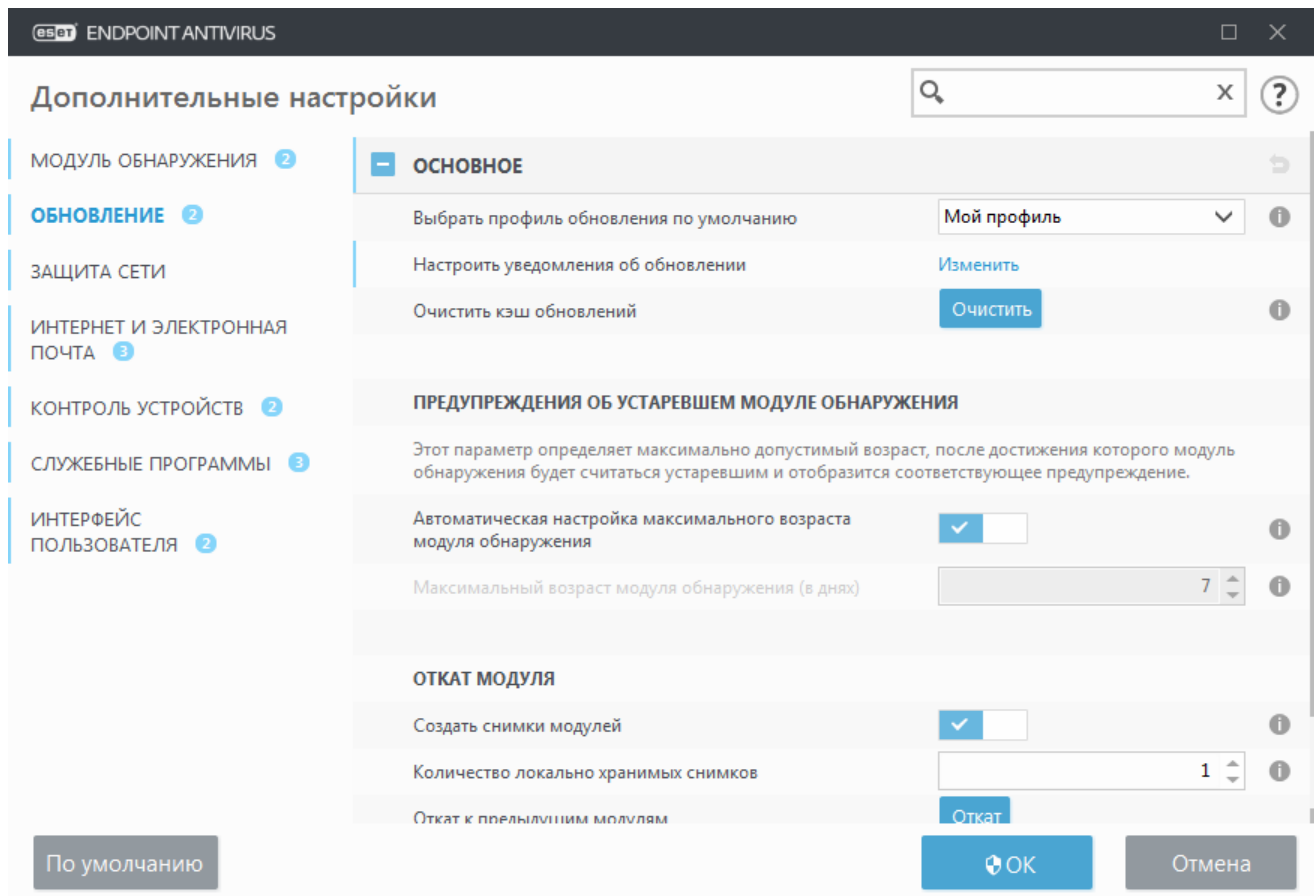 eset ENDPOINT ANTIVIRUS
Дополнительные настройки
x
?
МОДУЛЬ ОБНАРУЖЕНИЯ 2
ОБНОВЛЕНИЕ 2
ЗАЩИТА СЕТИ
ИНТЕРНЕТ И ЭЛЕКТРОННАЯ
ПОЧТА 3
КОНТРОЛЬ УСТРОЙСТВ 2
СЛУЖЕБНЫЕ ПРОГРАММЫ 3
ИНТЕРФЕЙС
ПОЛЬЗОВАТЕЛЯ 2
ОСНОВНОЕ
Выбрать профиль обновления по умолчанию Мой профиль
Настроить уведомления об обновлении Изменить
Очистить кэш обновлений Очистить
ПРЕДУПРЕЖДЕНИЯ ОБ УСТАРЕВШЕМ МОДУЛЕ ОБНАРУЖЕНИЯ
Этот параметр определяет максимально допустимый возраст, после достижения которого модуль
обнаружения будет считаться устаревшим и отобразится соответствующее предупреждение.
Автоматическая настройка максимального возраста
модуля обнаружения
Максимальный возраст модуля обнаружения (в днях) 7
ОТКАТ МОДУЛЯ
Создать снимки модулей
Количество локально хранимых снимков 1
Откат к предыдущим модулям Откат
По умолчанию OK Отмена